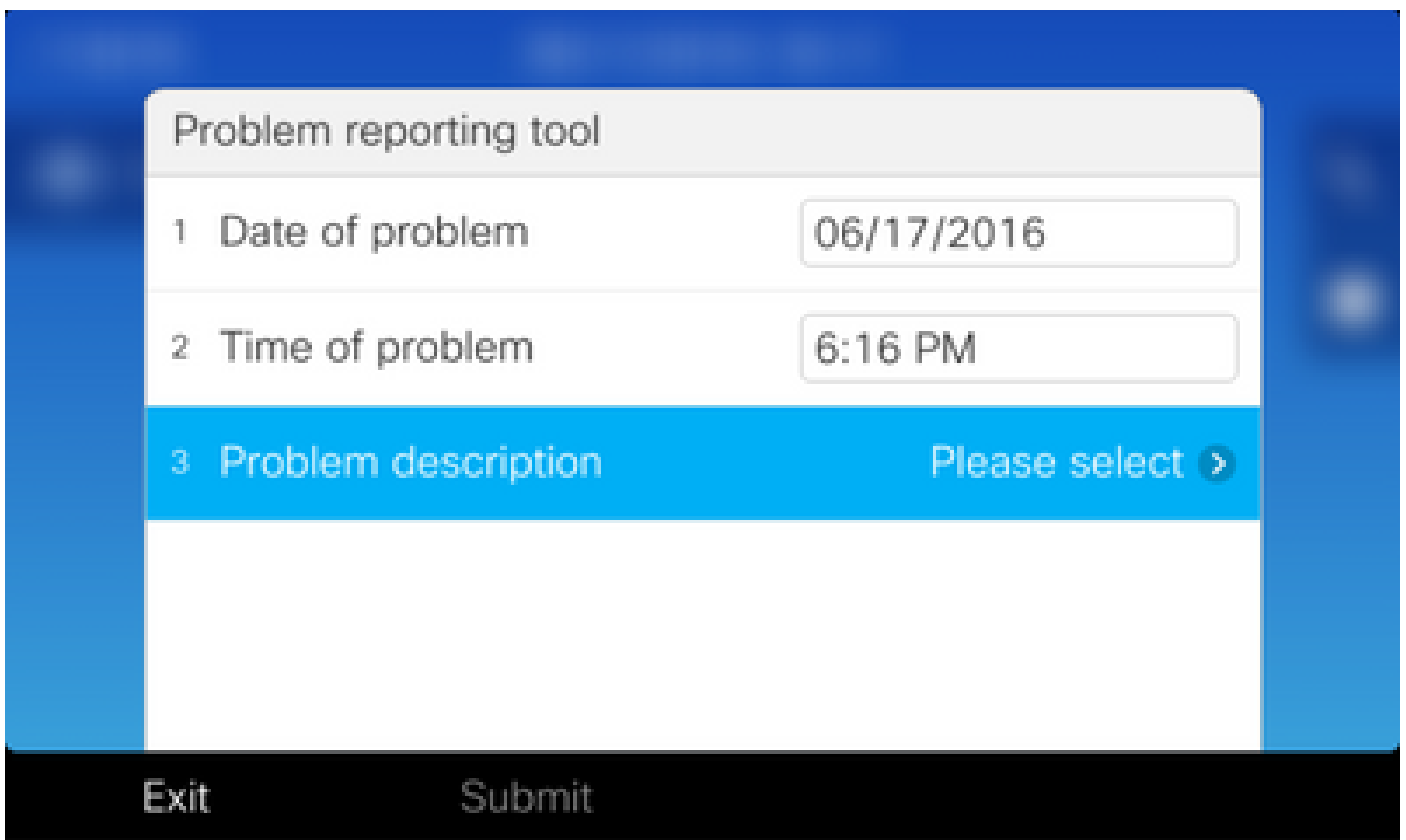 Problem reporting tool
1 Date of problem 06/17/2016
2 Time of problem 6:16 PM
3 Problem description Please select
Exit Submit